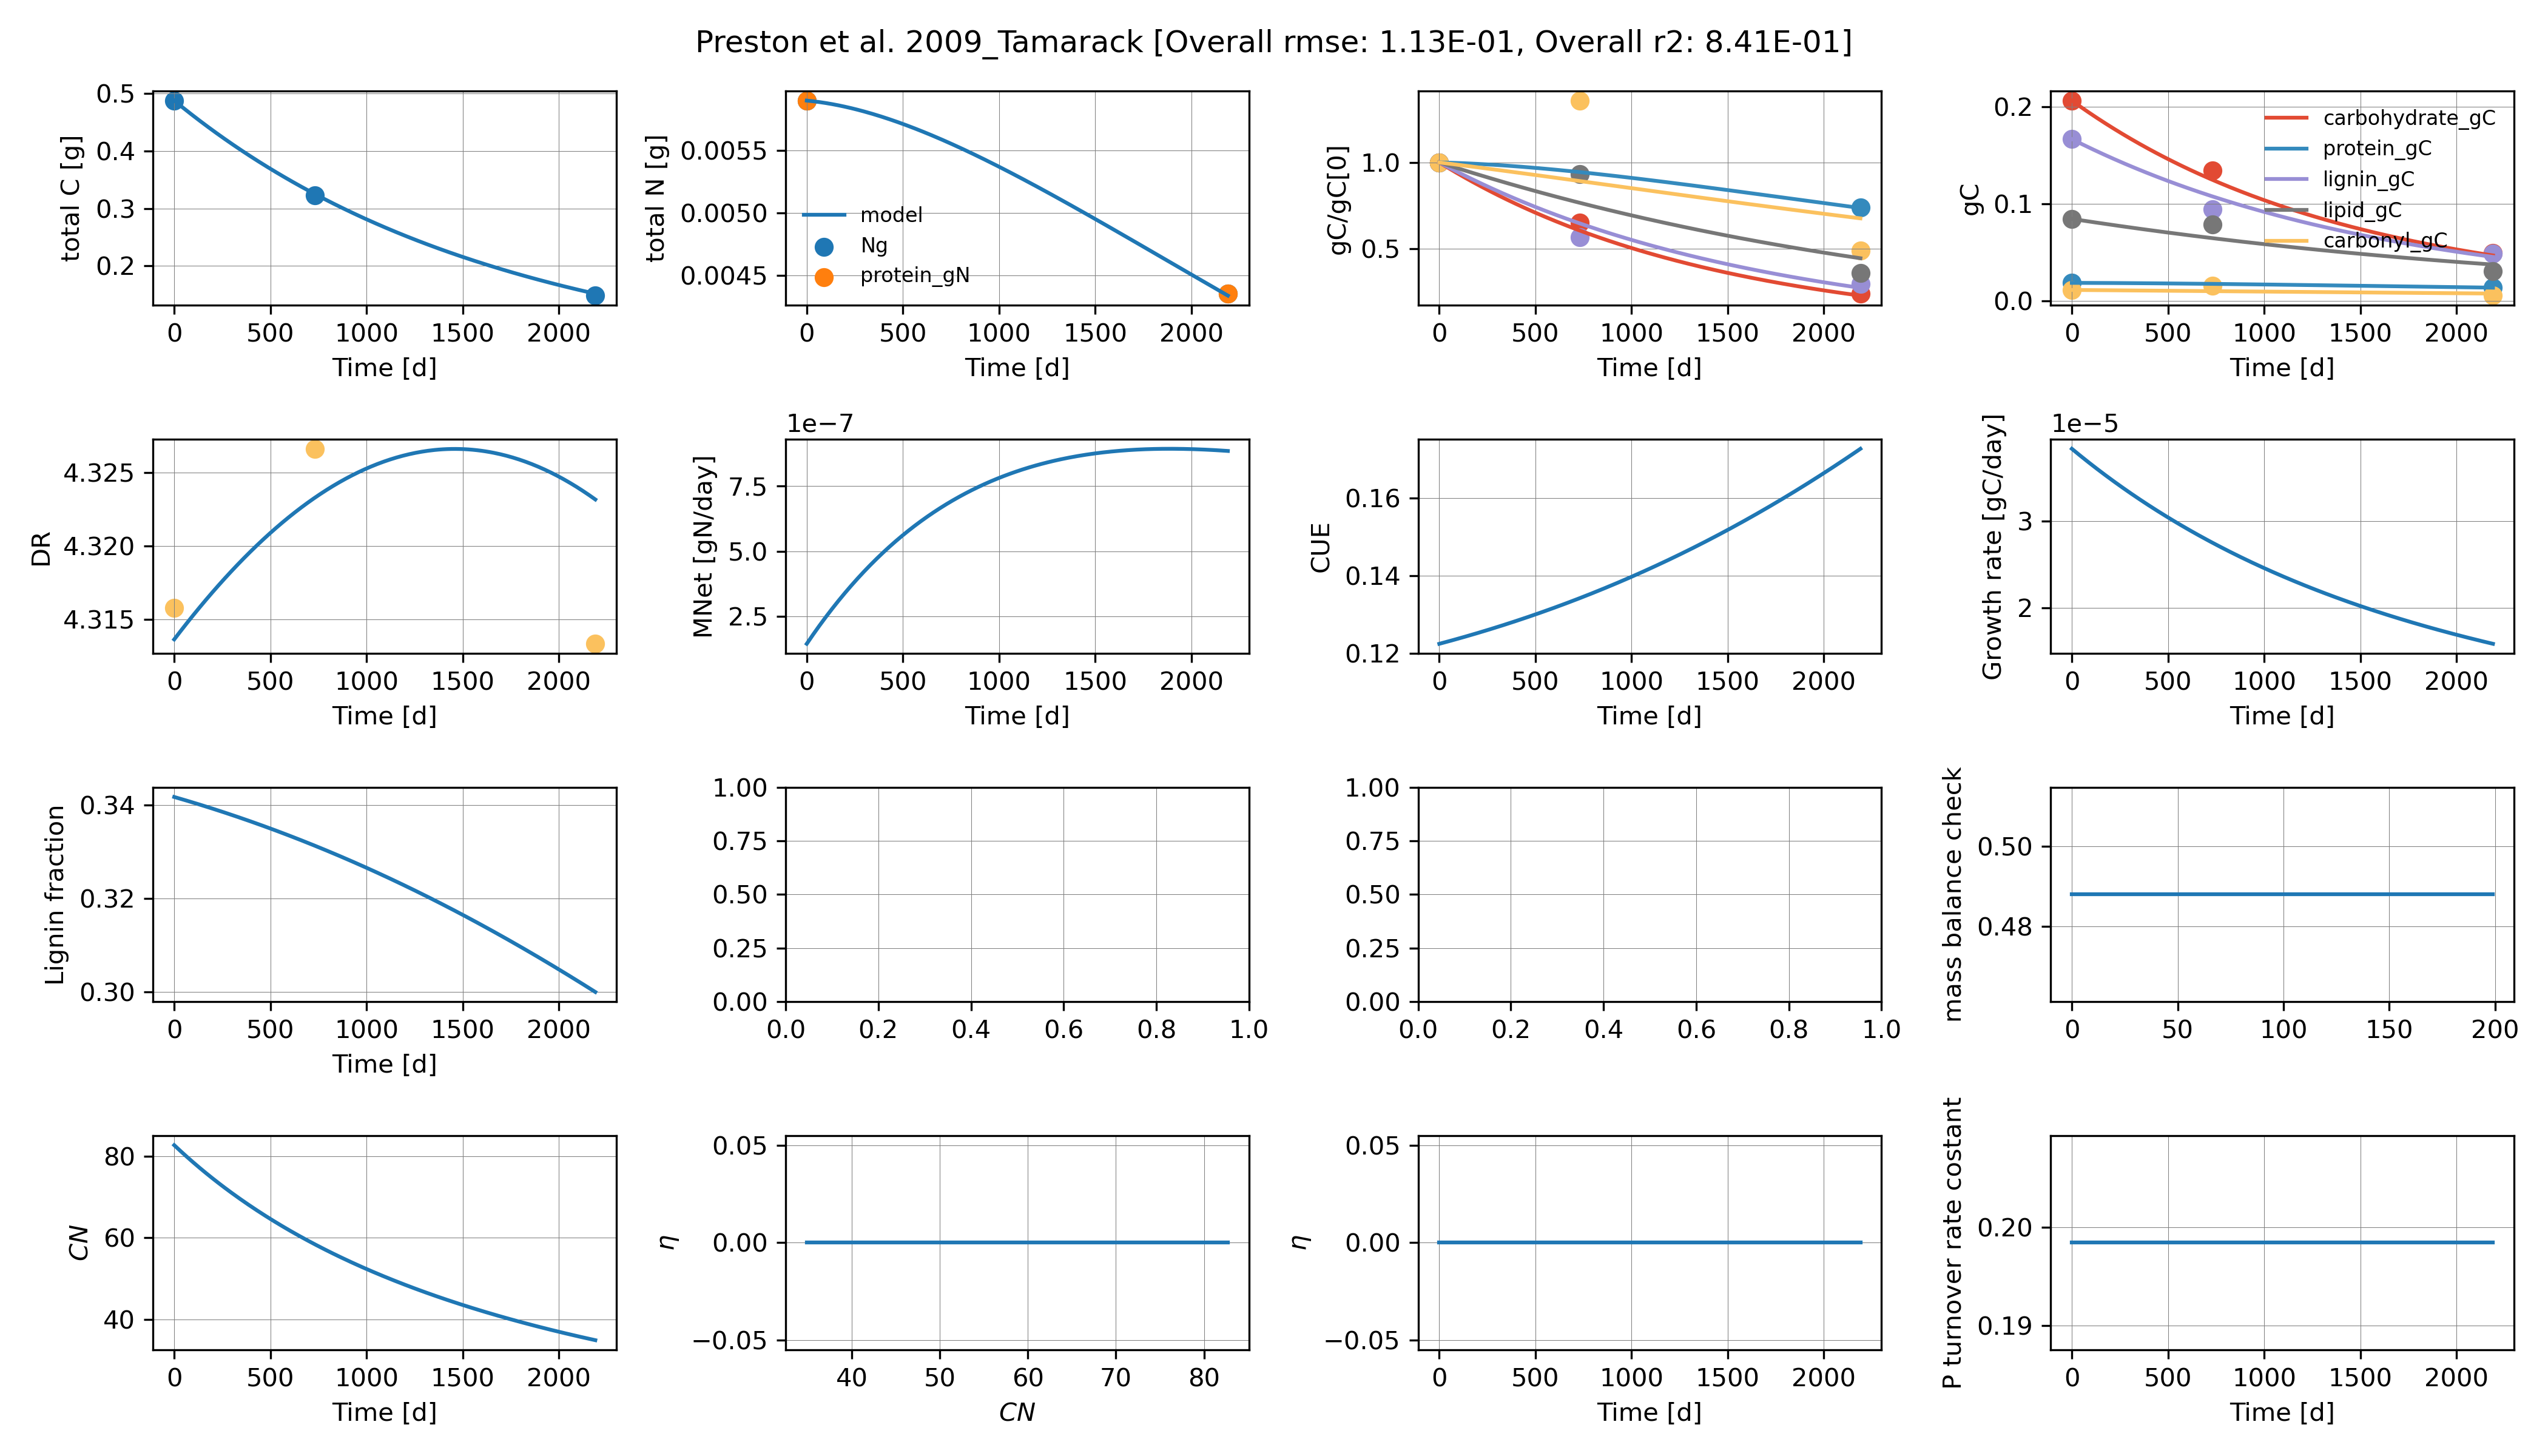 Preston et al. 2009_Tamarack [Overall rmse: 1.13E-01, Overall r2: 8.41E-01]
total C [g]
0.5
0.4
0.3
0.2
0 500 1000 1500 2000
Time [d]
total N [g]
0.0055
0.0050
0.0045
model
Ng
protein_gN
0 500 1000 1500 2000
Time [d]
gC/gC[0]
1.0
0.5
0 500 1000 1500 2000
Time [d]
gC
0.2
0.1
0.0
carbohydrate_gC
protein_gC
lignin_gC
lipid_gC
carbonyl_gC
0 500 1000 1500 2000
Time [d]
DR
4.325
4.320
4.315
0 500 1000 1500 2000
Time [d]
1e−7
MNet [gN/day]
7.5
5.0
2.5
0 500 1000 1500 2000
Time [d]
CUE
0.16
0.14
0.12
0 500 1000 1500 2000
Time [d]
1e−5
Growth rate [gC/day]
3
2
0 500 1000 1500 2000
Time [d]
Lignin fraction
0.34
0.32
0.30
0 500 1000 1500 2000
Time [d]
1.00
0.75
0.50
0.25
0.00
0.0 0.2 0.4 0.6 0.8 1.0
1.00
0.75
0.50
0.25
0.00
0.0 0.2 0.4 0.6 0.8 1.0
mass balance check
0.50
0.48
0 50 100 150 200
CN
80
60
40
0 500 1000 1500 2000
Time [d]
η
0.05
0.00
−0.05
40 50 60 70 80
CN
η
0.05
0.00
−0.05
0 500 1000 1500 2000
Time [d]
P turnover rate costant
0.20
0.19
0 500 1000 1500 2000
Time [d]